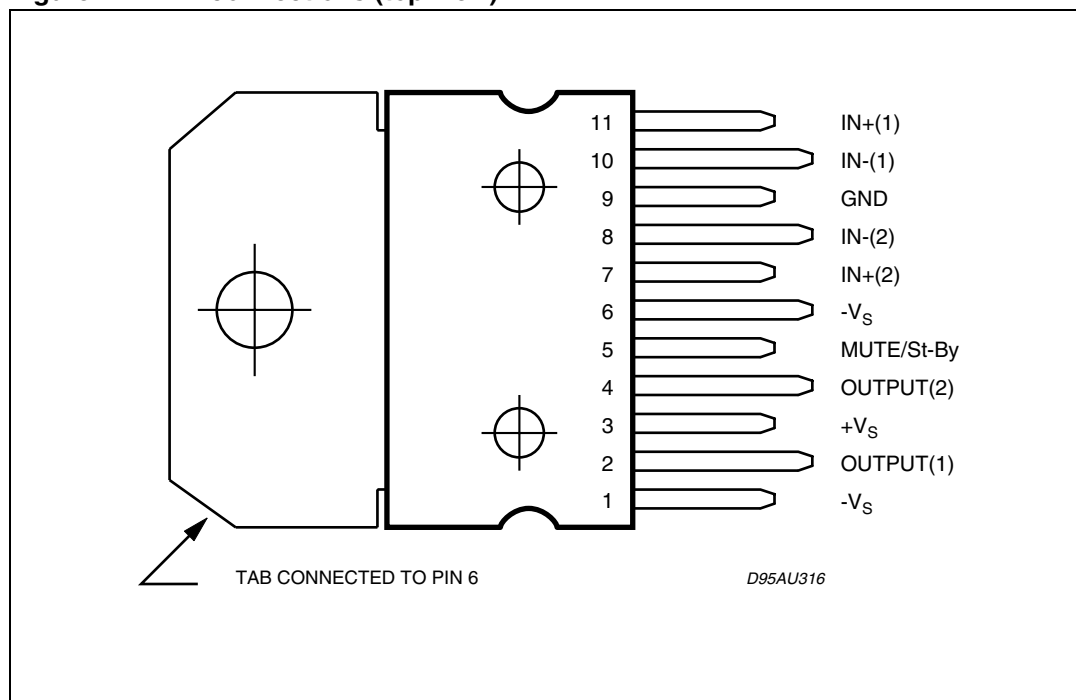 11 IN+(1)
10 IN-(1)
9 GND
8 IN-(2)
7 IN+(2)
6 -VS
5 MUTE/St-By
4 OUTPUT(2)
3 +VS
2 OUTPUT(1)
1 -VS
TAB CONNECTED TO PIN 6 D95AU316